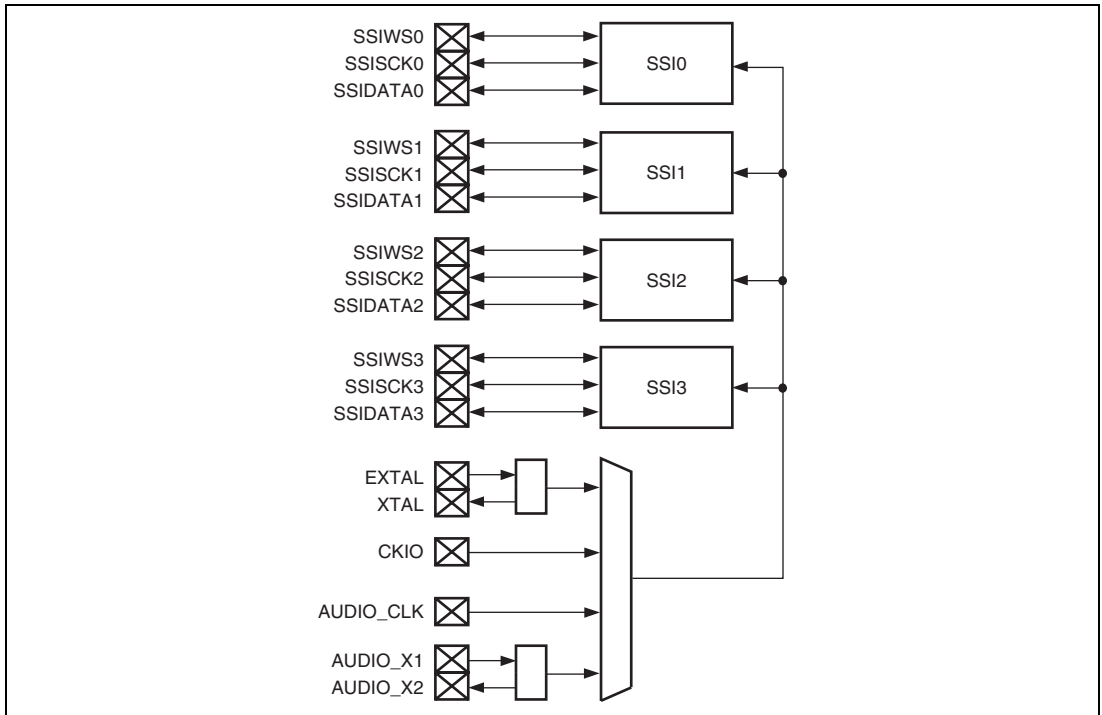 SSIWS0
SSISCK0
SSIDATA0
SSI0
SSIWS1
SSISCK1
SSIDATA1
SSI1
SSIWS2
SSISCK2
SSIDATA2
SSI2
SSIWS3
SSISCK3
SSIDATA3
SSI3
EXTAL
XTAL
CKIO
AUDIO_CLK
AUDIO_X1
AUDIO_X2